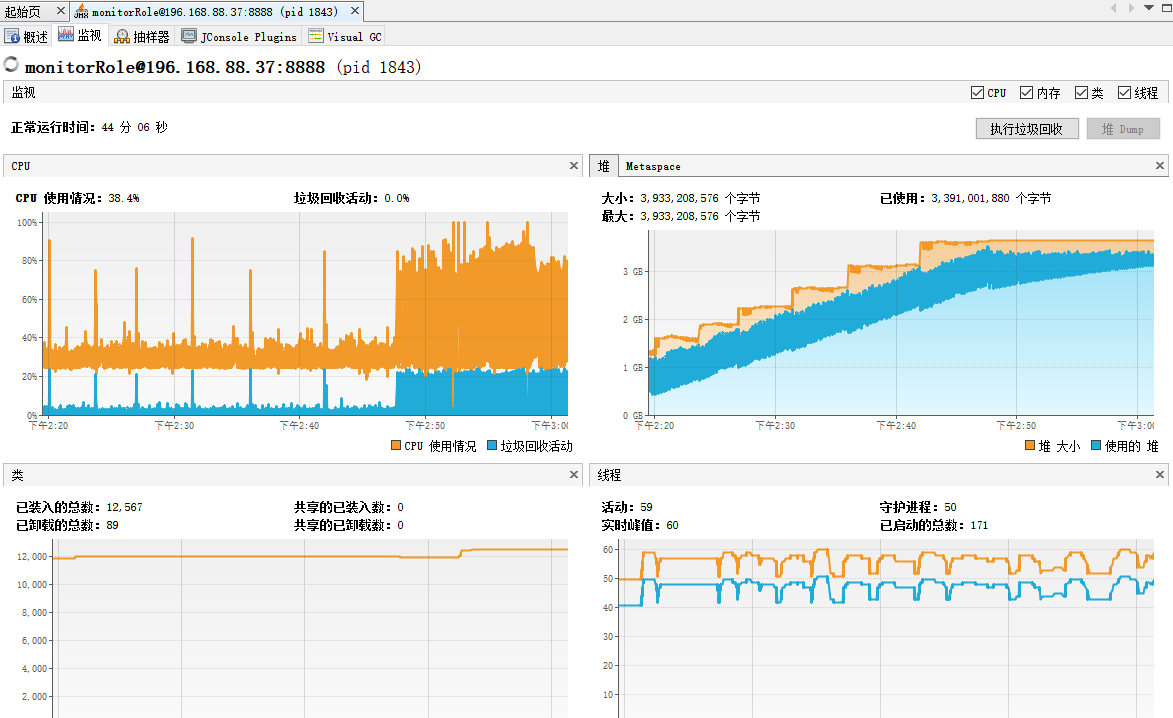 起始页 monitorRole@196.168.88.37:8888 (pid 1843)
概述 监视 抽样器 JConsole Plugins Visual GC
monitorRole@196.168.88.37:8888 (pid 1843)
监视 CPU 内存 类 线程
正常运行时间: 44 分 06 秒 执行垃圾回收 堆 Dump
CPU
CPU 使用情况: 38.4% 垃圾回收活动: 0.0%
100%
80%
60%
40%
20%
0%
下午2:20 下午2:30 下午2:40 下午2:50 下午3:00
CPU 使用情况 垃圾回收活动
堆 Metaspace
大小: 3,933,208,576 个字节 已使用: 3,391,001,880 个字节
最大: 3,933,208,576 个字节
3 GB
2 GB
1 GB
0 GB
下午2:20 下午2:30 下午2:40 下午2:50 下午3:00
堆 大小 使用的 堆
类
已装入的总数: 12,567 共享的已装入数: 0
已卸载的总数: 89 共享的已卸载数: 0
12,000
10,000
8,000
6,000
4,000
2,000
线程
活动: 59 守护进程: 50
实时峰值: 60 已启动的总数: 171
60
50
40
30
20
10